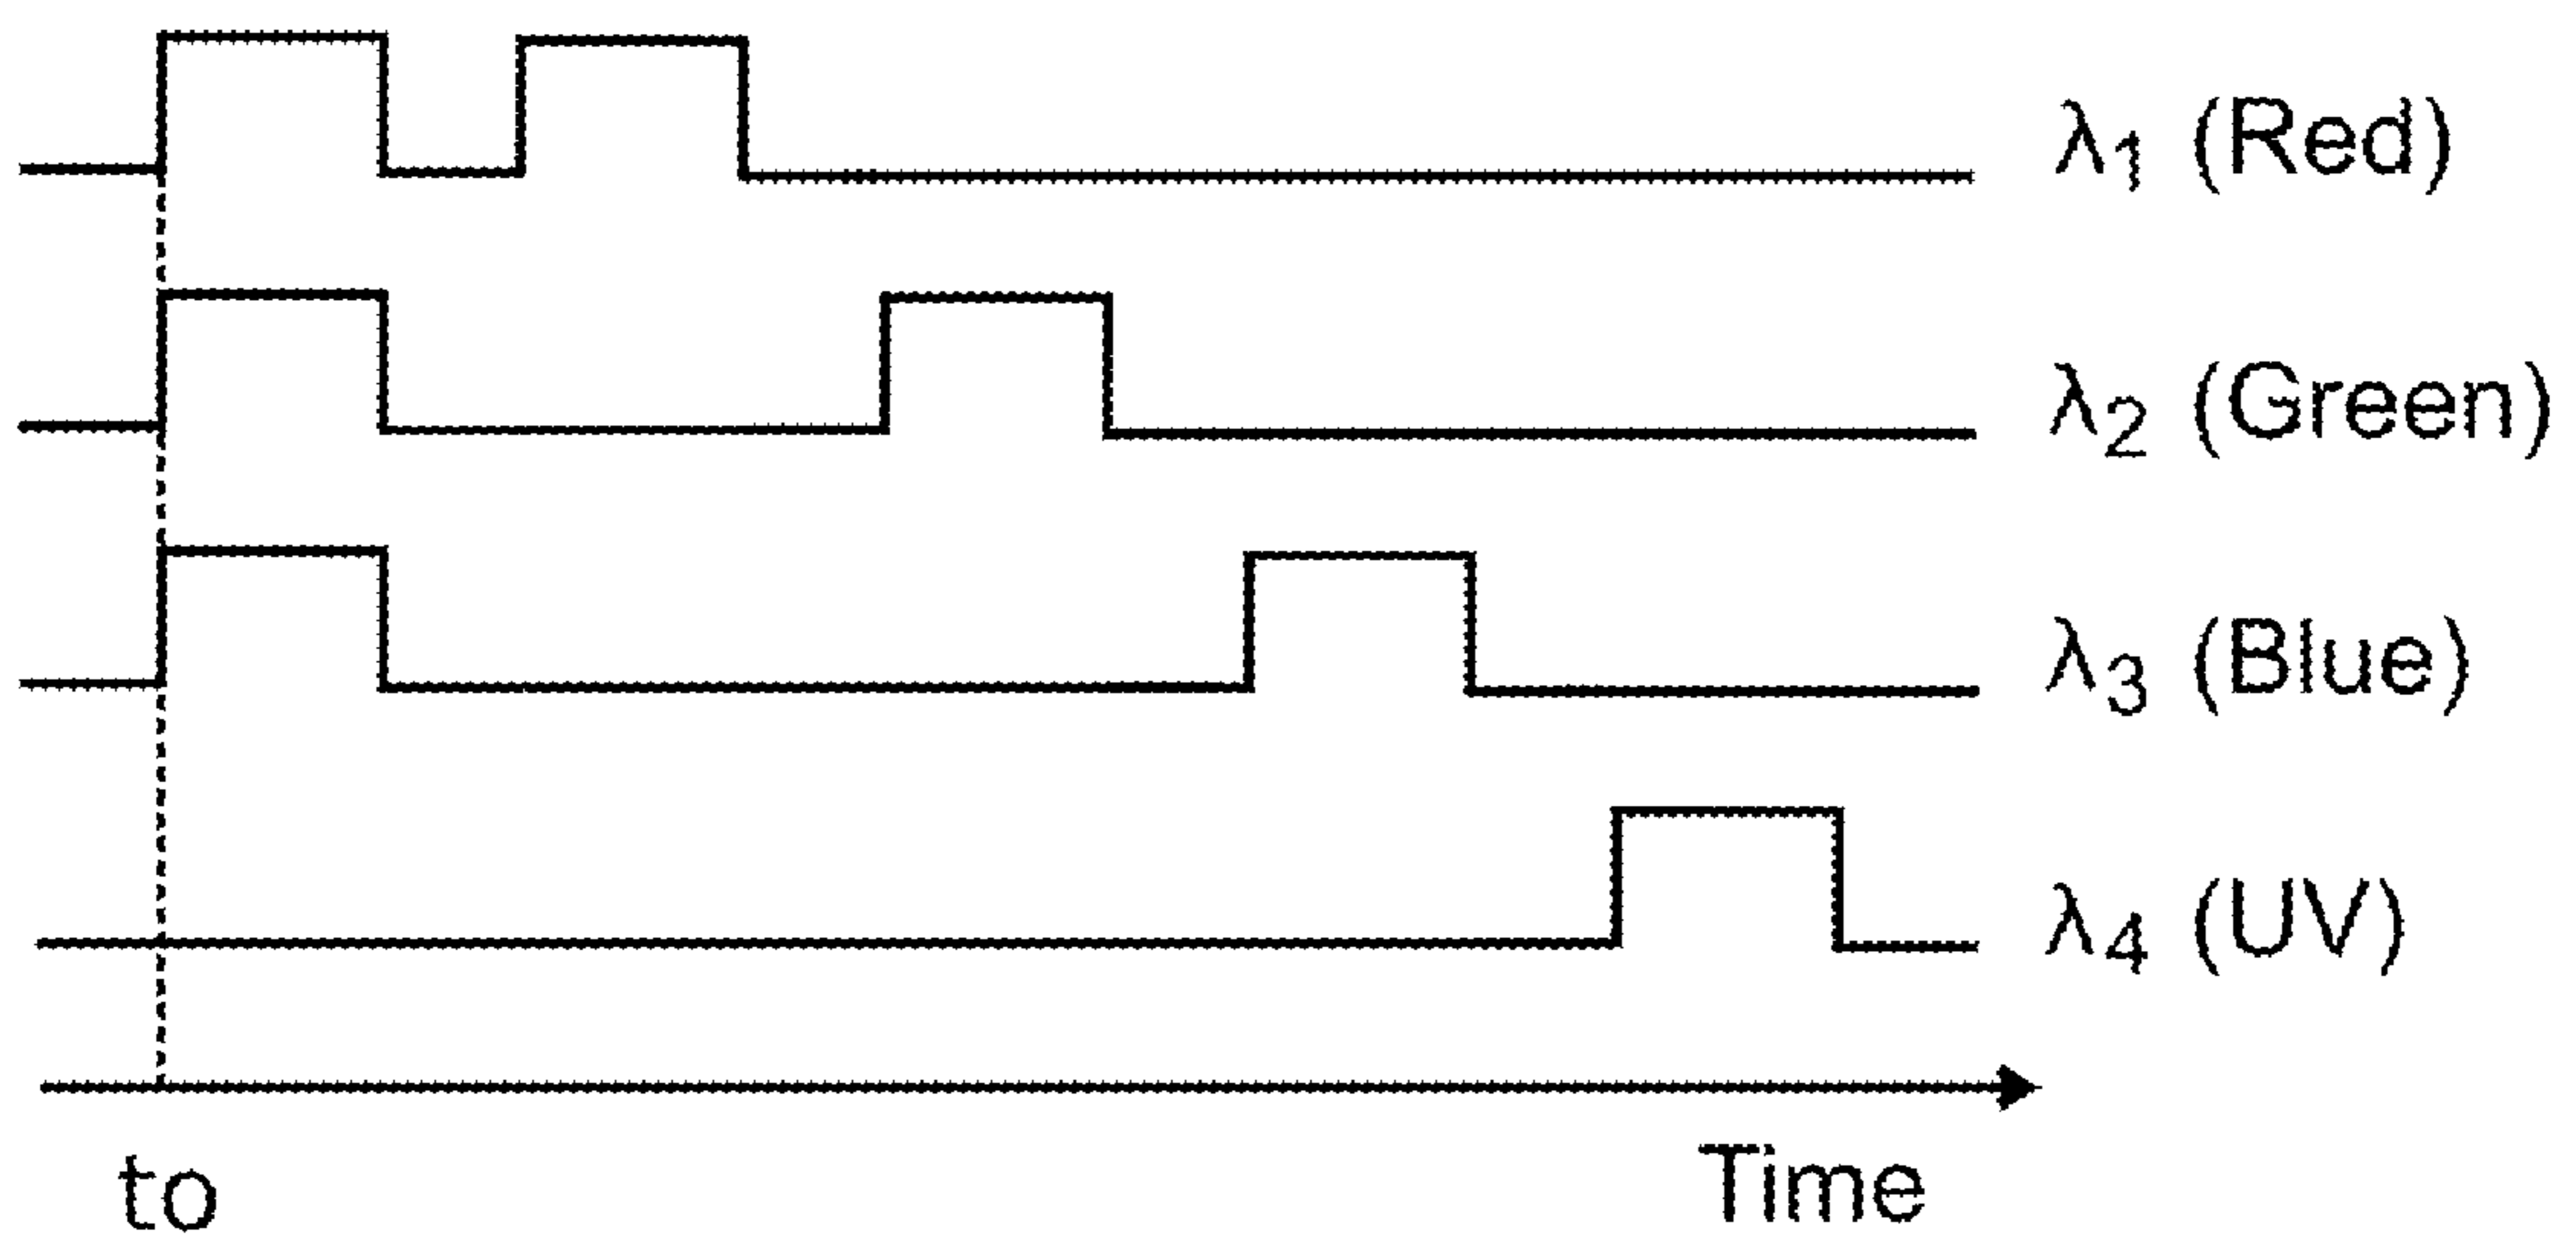 λ1 (Red)
λ2 (Green)
λ3 (Blue)
λ4 (UV)
to
Time